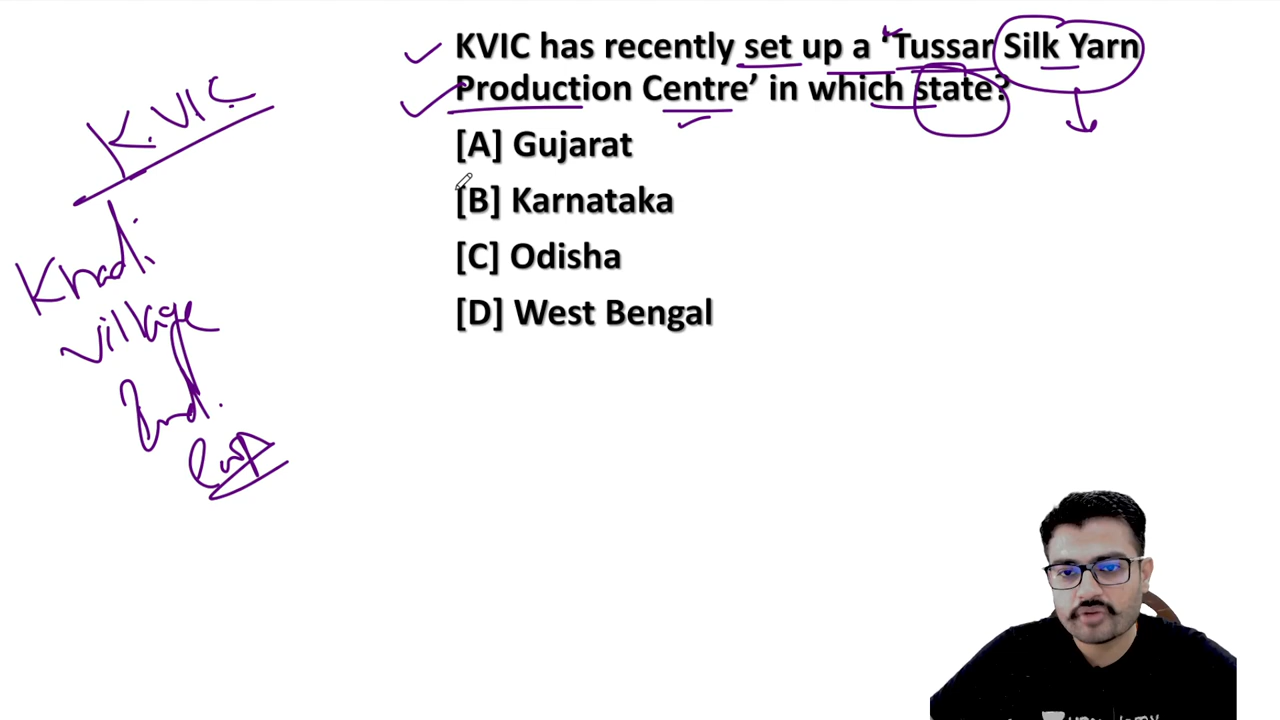 KVIC has recently set up a 'Tussar Silk Yarn
Production Centre' in which state?
[A] Gujarat
[B] Karnataka
[C] Odisha
[D] West Bengal
K.VIC
Khadi
Village
Ind.